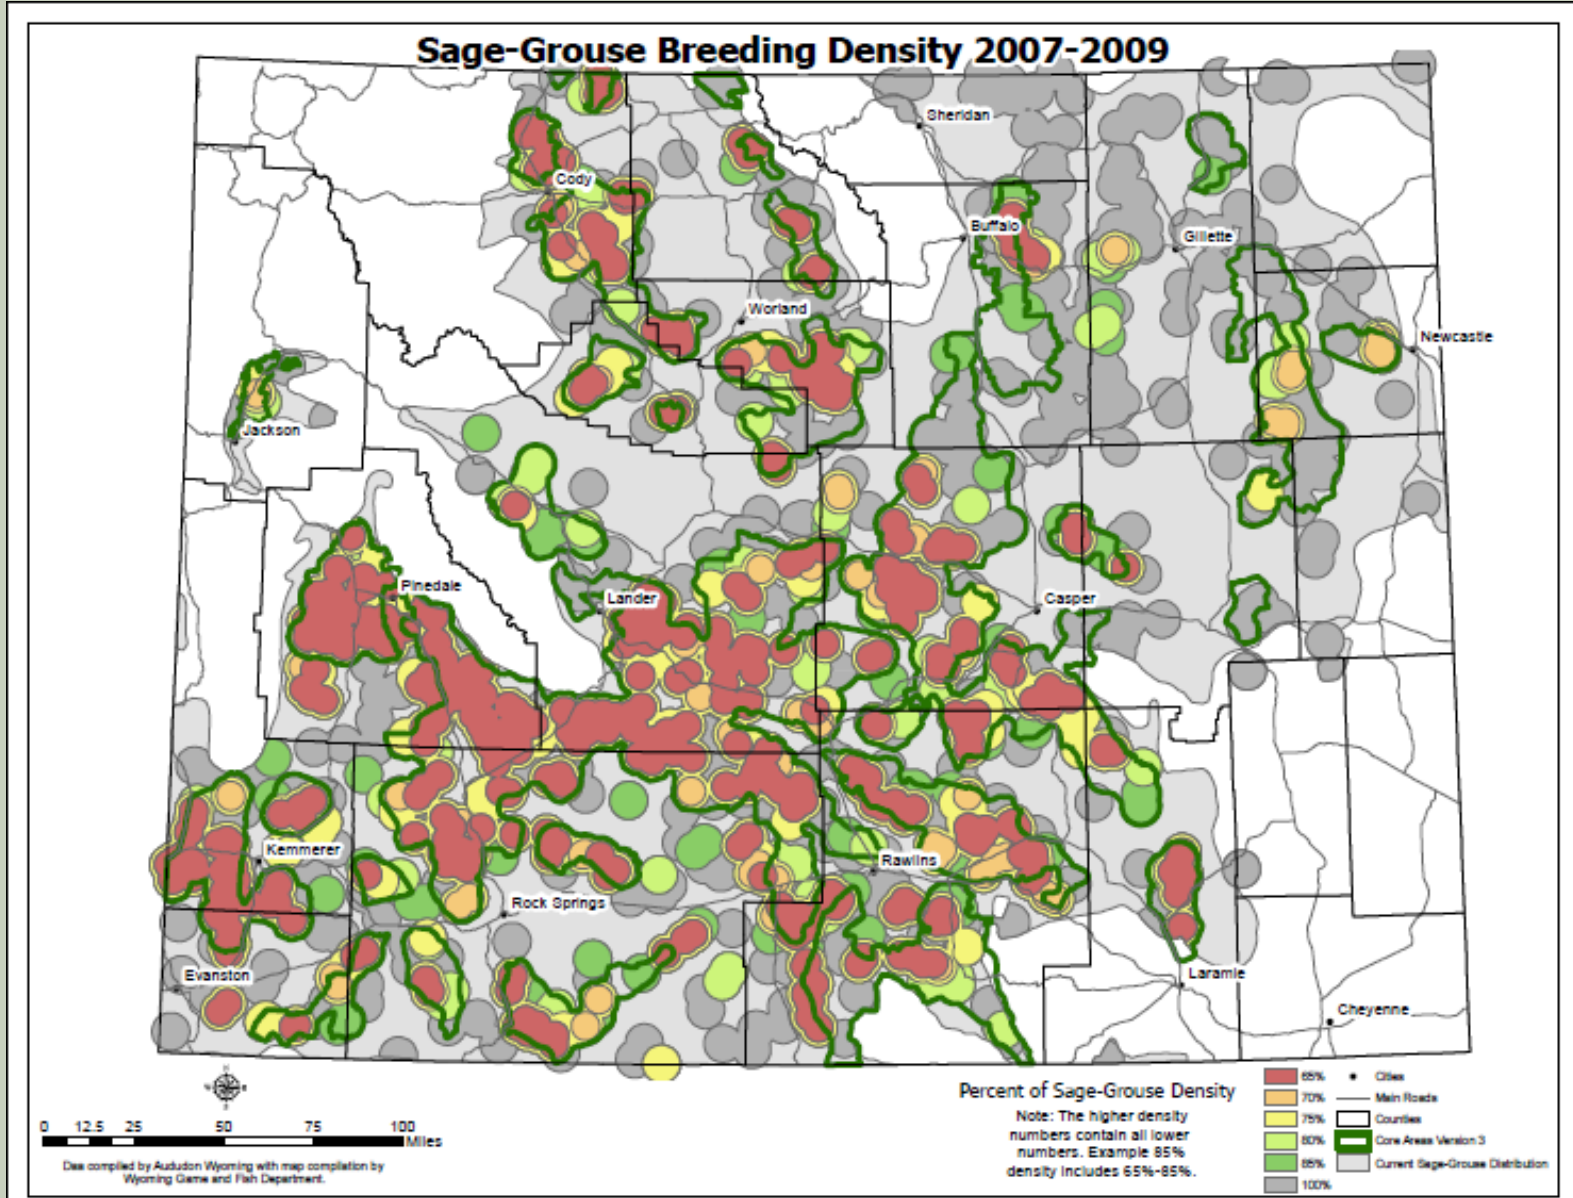 Sage-Grouse Breeding Density 2007-2009
Sheridan
Cody
Buffalo
Gillette
Worland
Newcastle
Jackson
Pinedale
Lander
Casper
Kemmerer
Rawlins
Rock Springs
Evanston
Laramie
Cheyenne
N
W
E
S
0 12.5 25 50 75 100
Miles
Daa compiled by Aududon Wyoming with map compilation by
Wyoming Game and Fish Department.
Percent of Sage-Grouse Density
Note: The higher density
numbers contain all lower
numbers. Example 85%
density includes 65%-85%.
65% Cities
70% Main Roads
75% Counties
80% Core Areas Version 3
85% Current Sage-Grouse Distribution
100%